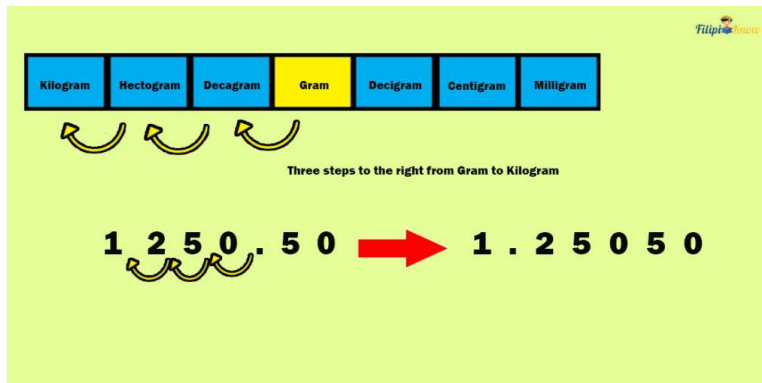 Filipiknow
Kilogram Hectogram Decagram Gram Decigram Centigram Milligram
Three steps to the right from Gram to Kilogram
1 2 5 0 . 5 0 1 . 2 5 0 5 0